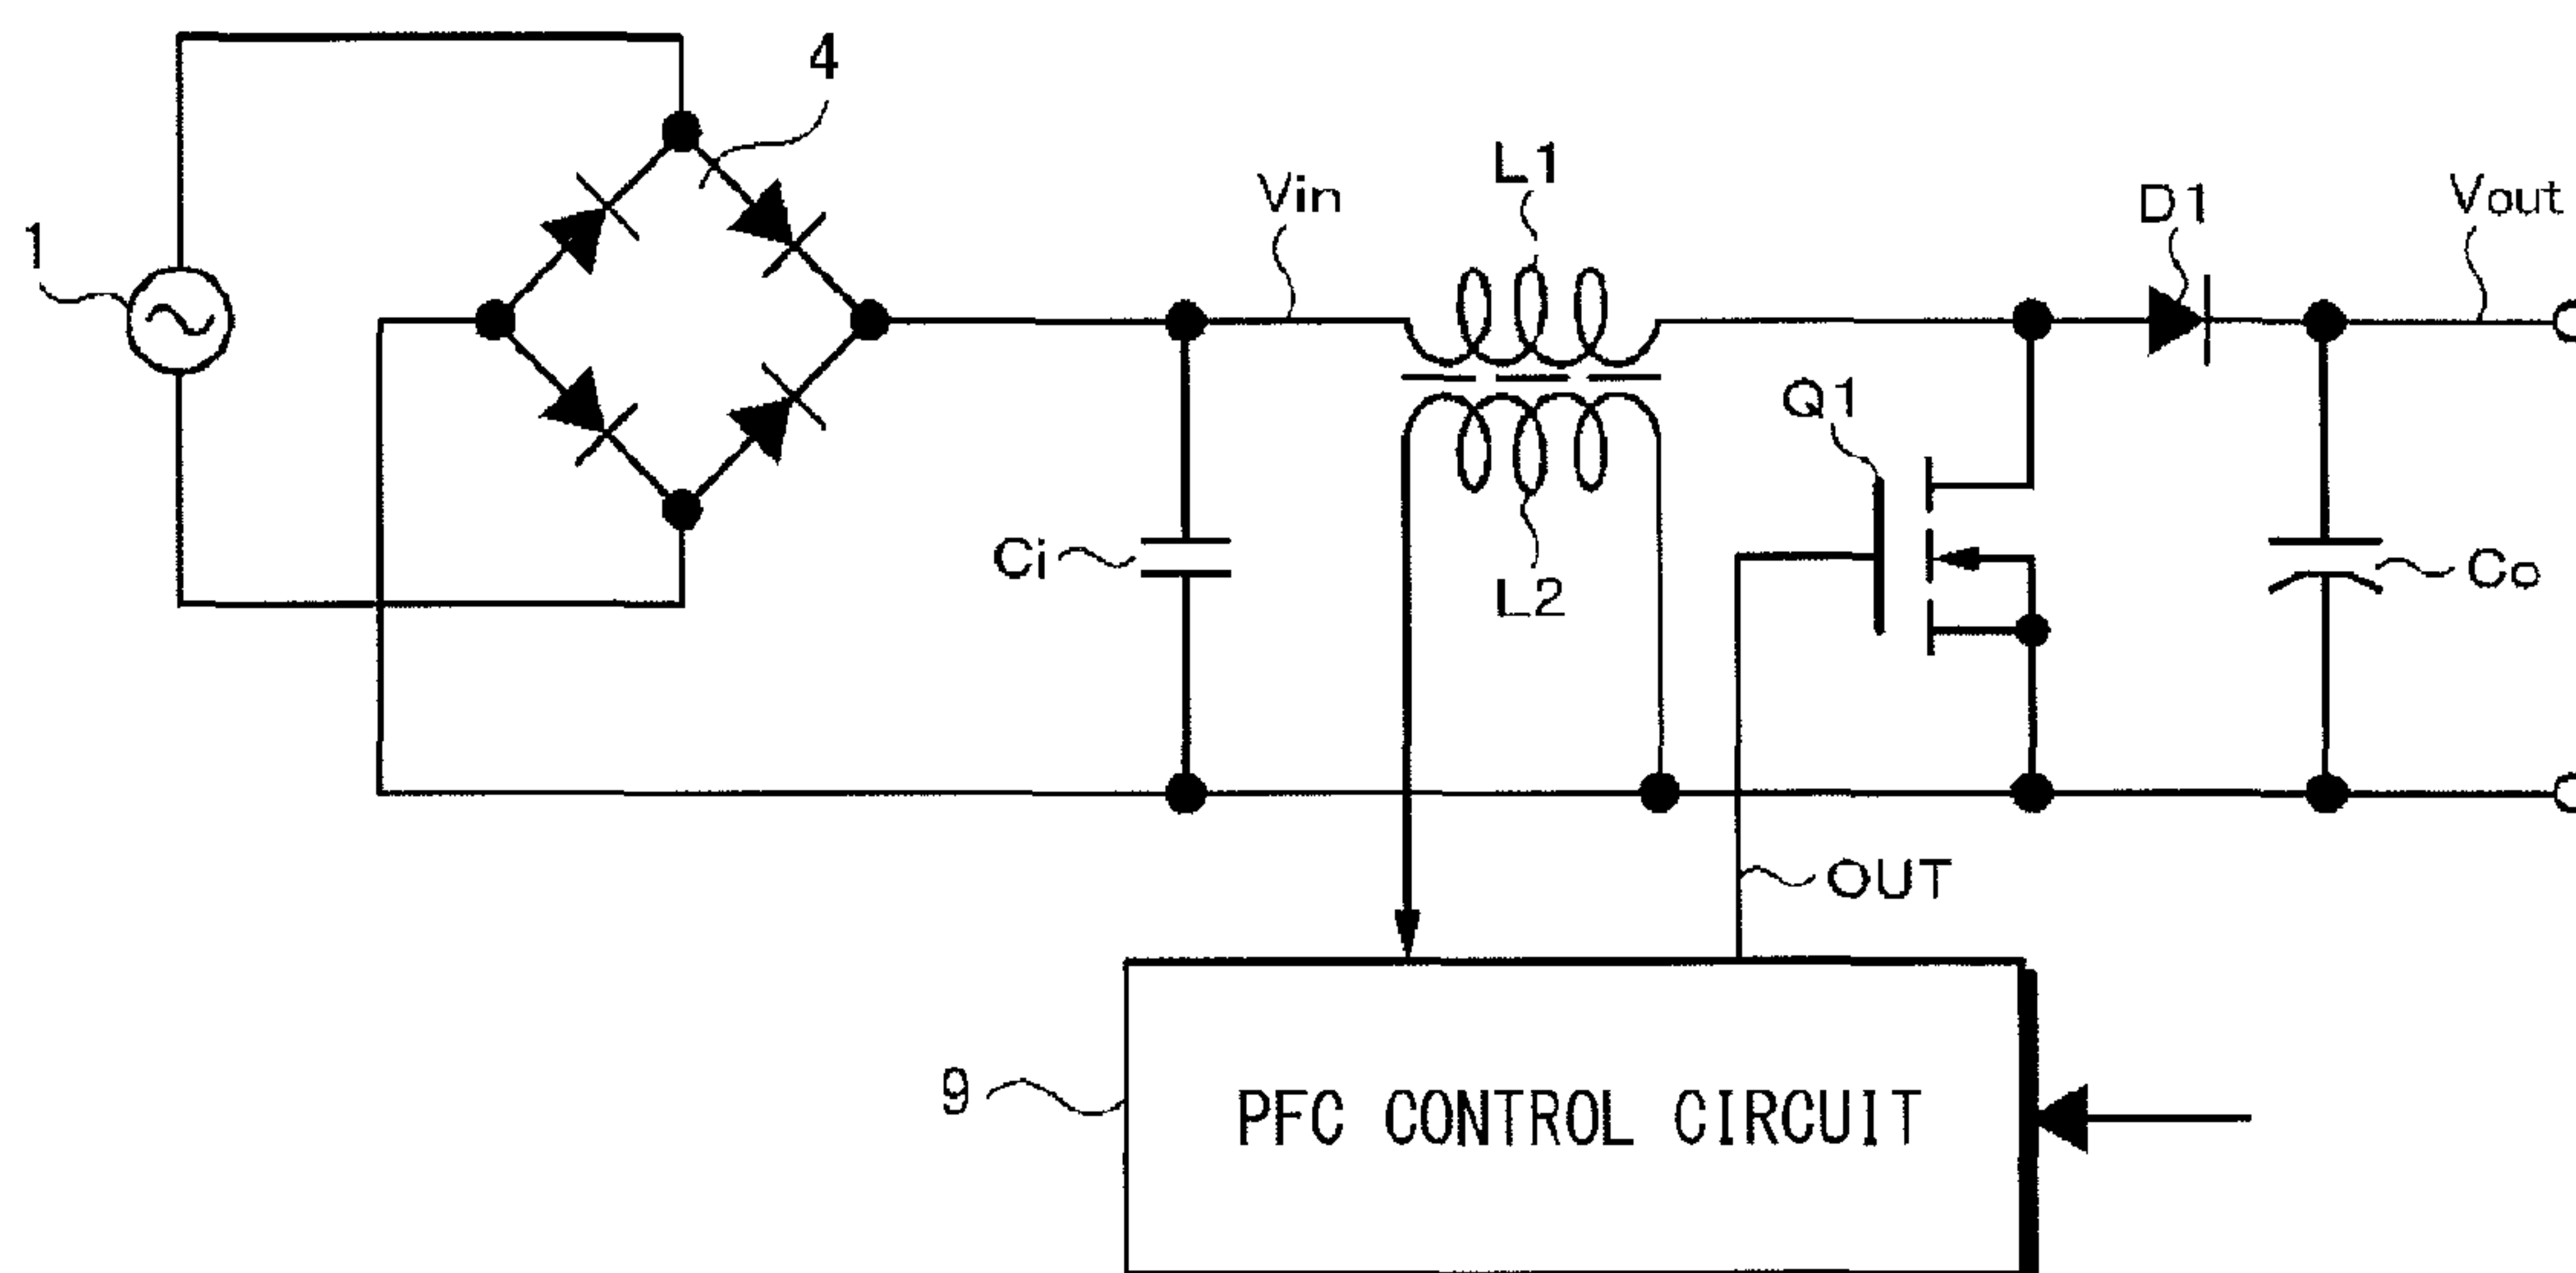 4
1
Vin
L1
D1
Vout
Q1
Ci
L2
Co
OUT
9
PFC CONTROL CIRCUIT